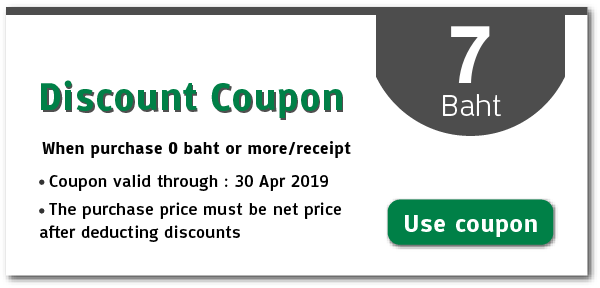 7
Baht
Discount Coupon
When purchase 0 baht or more/receipt
• Coupon valid through : 30 Apr 2019
• The purchase price must be net price
after deducting discounts
Use coupon